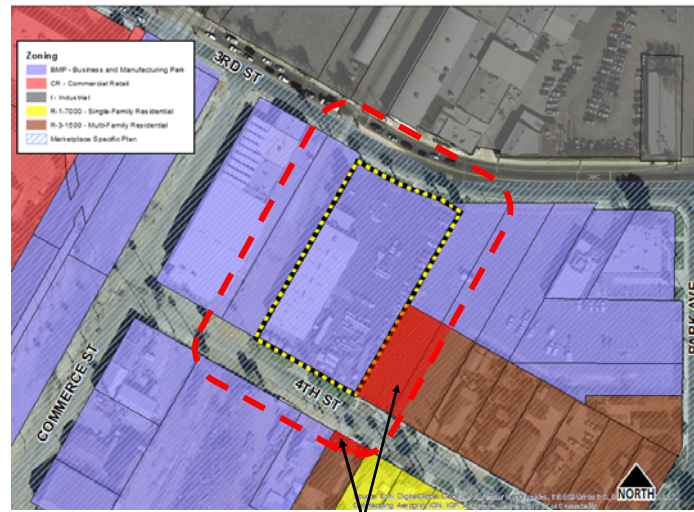 3RD ST
Zoning
BMP - Business and Manufacturing Park
CR - Commercial Retail
I - Industrial
R-1-7000 - Single-Family Residential
R-3-1500 - Multi-Family Residential
Marketplace Specific Plan
PARK AVE
COMMERCE ST
4TH ST
NORTH